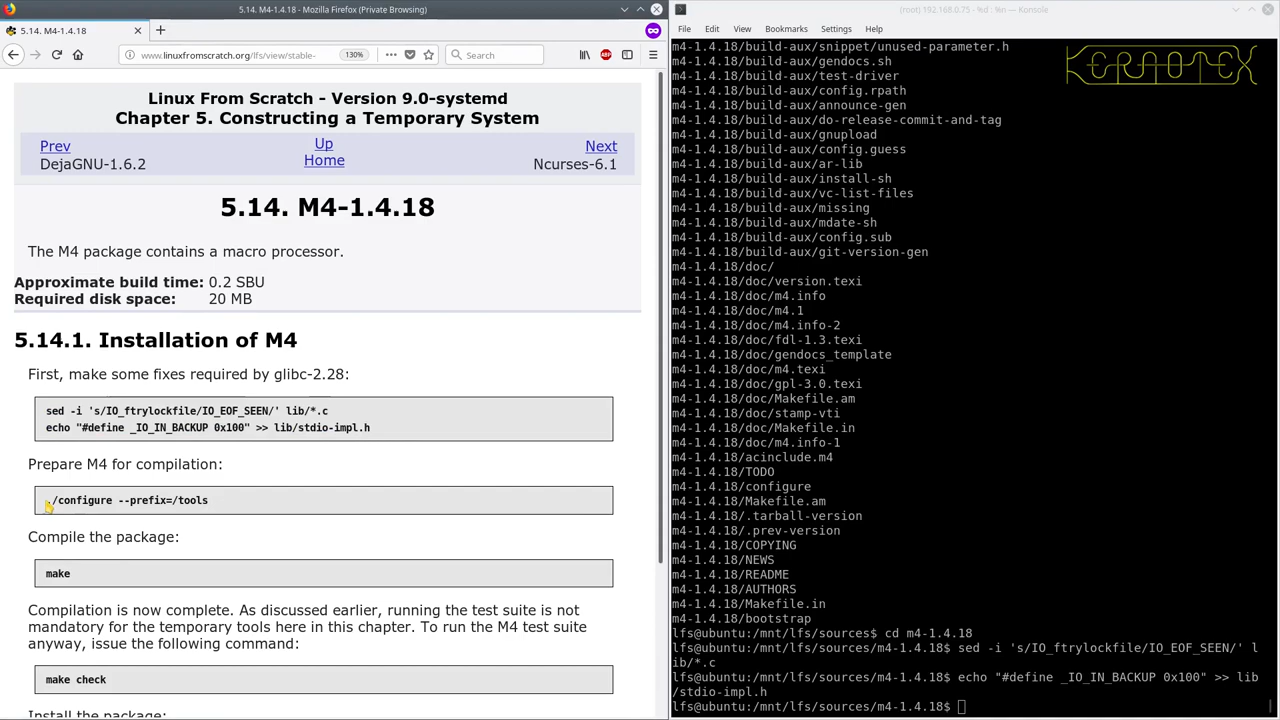 5.14. M4-1.4.18 - Mozilla Firefox (Private Browsing)
5.14. M4-1.4.18
www.linuxfromscratch.org/lfs/view/stable-
130%
Search
Linux From Scratch - Version 9.0-systemd
Chapter 5. Constructing a Temporary System
Prev
Up
Next
DejaGNU-1.6.2
Home
Ncurses-6.1
5.14. M4-1.4.18
The M4 package contains a macro processor.
Approximate build time: 0.2 SBU
Required disk space: 20 MB
5.14.1. Installation of M4
First, make some fixes required by glibc-2.28:
sed -i 's/IO_ftrylockfile/IO_EOF_SEEN/' lib/*.c
echo "#define _IO_IN_BACKUP 0x100" >> lib/stdio-impl.h
Prepare M4 for compilation:
./configure --prefix=/tools
Compile the package:
make
Compilation is now complete. As discussed earlier, running the test suite is not
mandatory for the temporary tools here in this chapter. To run the M4 test suite
anyway, issue the following command:
make check
Install the package:
(root) 192.168.0.75 - %d : %n — Konsole
File Edit View Bookmarks Settings Help
KERNOTEX
m4-1.4.18/build-aux/snippet/unused-parameter.h
m4-1.4.18/build-aux/gendocs.sh
m4-1.4.18/build-aux/test-driver
m4-1.4.18/build-aux/config.rpath
m4-1.4.18/build-aux/announce-gen
m4-1.4.18/build-aux/do-release-commit-and-tag
m4-1.4.18/build-aux/gnupload
m4-1.4.18/build-aux/config.guess
m4-1.4.18/build-aux/ar-lib
m4-1.4.18/build-aux/install-sh
m4-1.4.18/build-aux/vc-list-files
m4-1.4.18/build-aux/missing
m4-1.4.18/build-aux/mdate-sh
m4-1.4.18/build-aux/config.sub
m4-1.4.18/build-aux/git-version-gen
m4-1.4.18/doc/
m4-1.4.18/doc/version.texi
m4-1.4.18/doc/m4.info
m4-1.4.18/doc/m4.1
m4-1.4.18/doc/m4.info-2
m4-1.4.18/doc/fdl-1.3.texi
m4-1.4.18/doc/gendocs_template
m4-1.4.18/doc/m4.texi
m4-1.4.18/doc/gpl-3.0.texi
m4-1.4.18/doc/Makefile.am
m4-1.4.18/doc/stamp-vti
m4-1.4.18/doc/Makefile.in
m4-1.4.18/doc/m4.info-1
m4-1.4.18/acinclude.m4
m4-1.4.18/TODO
m4-1.4.18/configure
m4-1.4.18/Makefile.am
m4-1.4.18/.tarball-version
m4-1.4.18/.prev-version
m4-1.4.18/COPYING
m4-1.4.18/NEWS
m4-1.4.18/README
m4-1.4.18/AUTHORS
m4-1.4.18/Makefile.in
m4-1.4.18/bootstrap
lfs@ubuntu:/mnt/lfs/sources$ cd m4-1.4.18
lfs@ubuntu:/mnt/lfs/sources/m4-1.4.18$ sed -i 's/IO_ftrylockfile/IO_EOF_SEEN/' l
ib/*.c
lfs@ubuntu:/mnt/lfs/sources/m4-1.4.18$ echo "#define _IO_IN_BACKUP 0x100" >> lib
/stdio-impl.h
lfs@ubuntu:/mnt/lfs/sources/m4-1.4.18$